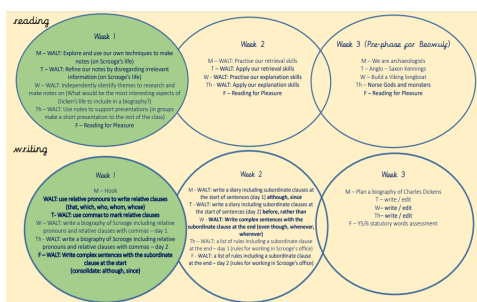 reading
Week 1
M – WALT: Explore and use our own techniques to make
notes (on Scrooge's life)
T – WALT: Refine our notes by disregarding irrelevant
information (on Scrooge's life)
W - WALT: Independently identify themes to research and
make notes on (What would be the most interesting aspects of
Dicken's life to include in a biography?)
Th - WALT: Use notes to support presentations (in groups
make a short presentation to the rest of the class)
F – Reading for Pleasure
Week 2
M – WALT: Practise our retrieval skills
T – WALT: Apply our retrieval skills
W - WALT: Practise our explanation skills
Th - WALT: Apply our explanation skills
F – Reading for Pleasure
Week 3 (Pre-phase for Beowulf)
M – We are archaeologists
T – Anglo – Saxon Kennings
W – Build a Viking longboat
Th – Norse Gods and monsters
F – Reading for Pleasure
writing
Week 1
M – Hook
WALT: use relative pronouns to write relative clauses
(that, which, who, whom, whose)
T- WALT: use commas to mark relative clauses
W – WALT: write a biography of Scrooge including relative
pronouns and relative clauses with commas – day 1
Th - WALT: write a biography of Scrooge including relative
pronouns and relative clauses with commas – day 2
F – WALT: Write complex sentences with the subordinate
clause at the start
(consolidate: although, since)
Week 2
M - WALT: write a diary including subordinate clauses at
the start of sentences (day 1) although, since
T - WALT: write a diary including subordinate clauses at
the start of sentences (day 2) before, rather than
W - WALT: Write complex sentences with the
subordinate clause at the end (even though, whenever,
wherever)
Th -WALT: write a list of rules including a subordinate clause
at the end – day 1 (rules for working in Scrooge's office)
F - WALT: write a list of rules including a subordinate clause
at the end – day 2 (rules for working in Scrooge's office)
Week 3
M – Plan a biography of Charles Dickens
T – write / edit
W– write / edit
Th– write / edit
F – Y5/6 statutory words assessment